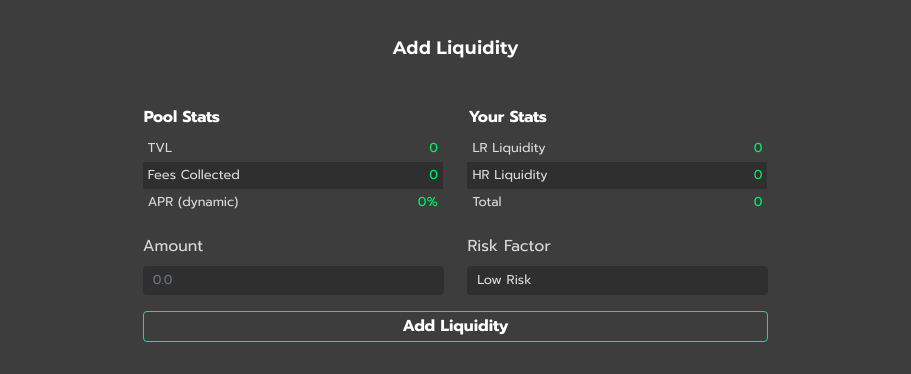 Add Liquidity
Pool Stats
TVL 0
Fees Collected 0
APR (dynamic) 0%
Your Stats
LR Liquidity 0
HR Liquidity 0
Total 0
Amount
0.0
Risk Factor
Low Risk
Add Liquidity